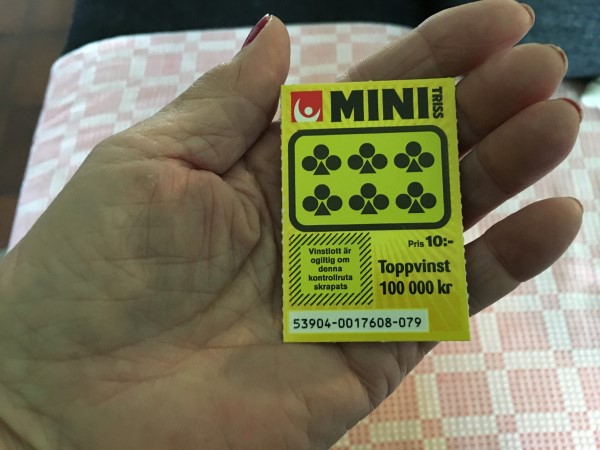 MINI
TRISS
Pris 10:-
Vinstlott är
ogiltig om
denna
kontrollruta
skrapats
Toppvinst
100 000 kr
53904-0017608-079